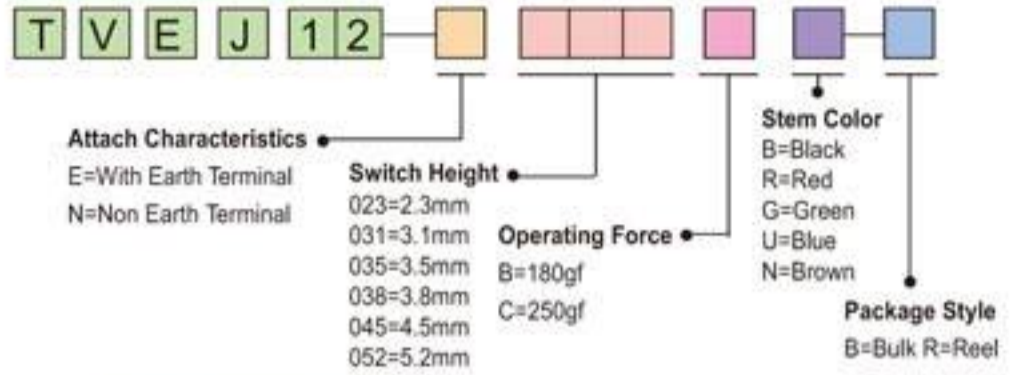 TVEJ12
Attach Characteristics
E=With Earth Terminal
N=Non Earth Terminal
Switch Height
023=2.3mm
031=3.1mm
035=3.5mm
038=3.8mm
045=4.5mm
052=5.2mm
Operating Force
B=180gf
C=250gf
Stem Color
B=Black
R=Red
G=Green
U=Blue
N=Brown
Package Style
B=Bulk R=Reel